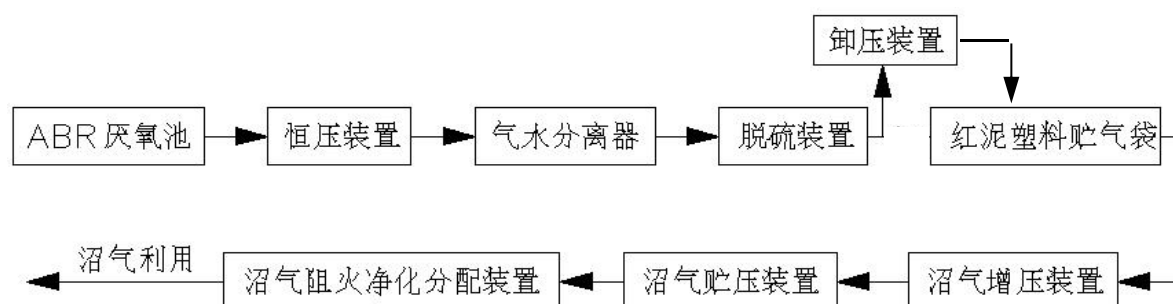 卸压装置
ABR厌氧池
恒压装置
气水分离器
脱硫装置
红泥塑料贮气袋
沼气利用
沼气阻火净化分配装置
沼气贮压装置
沼气增压装置